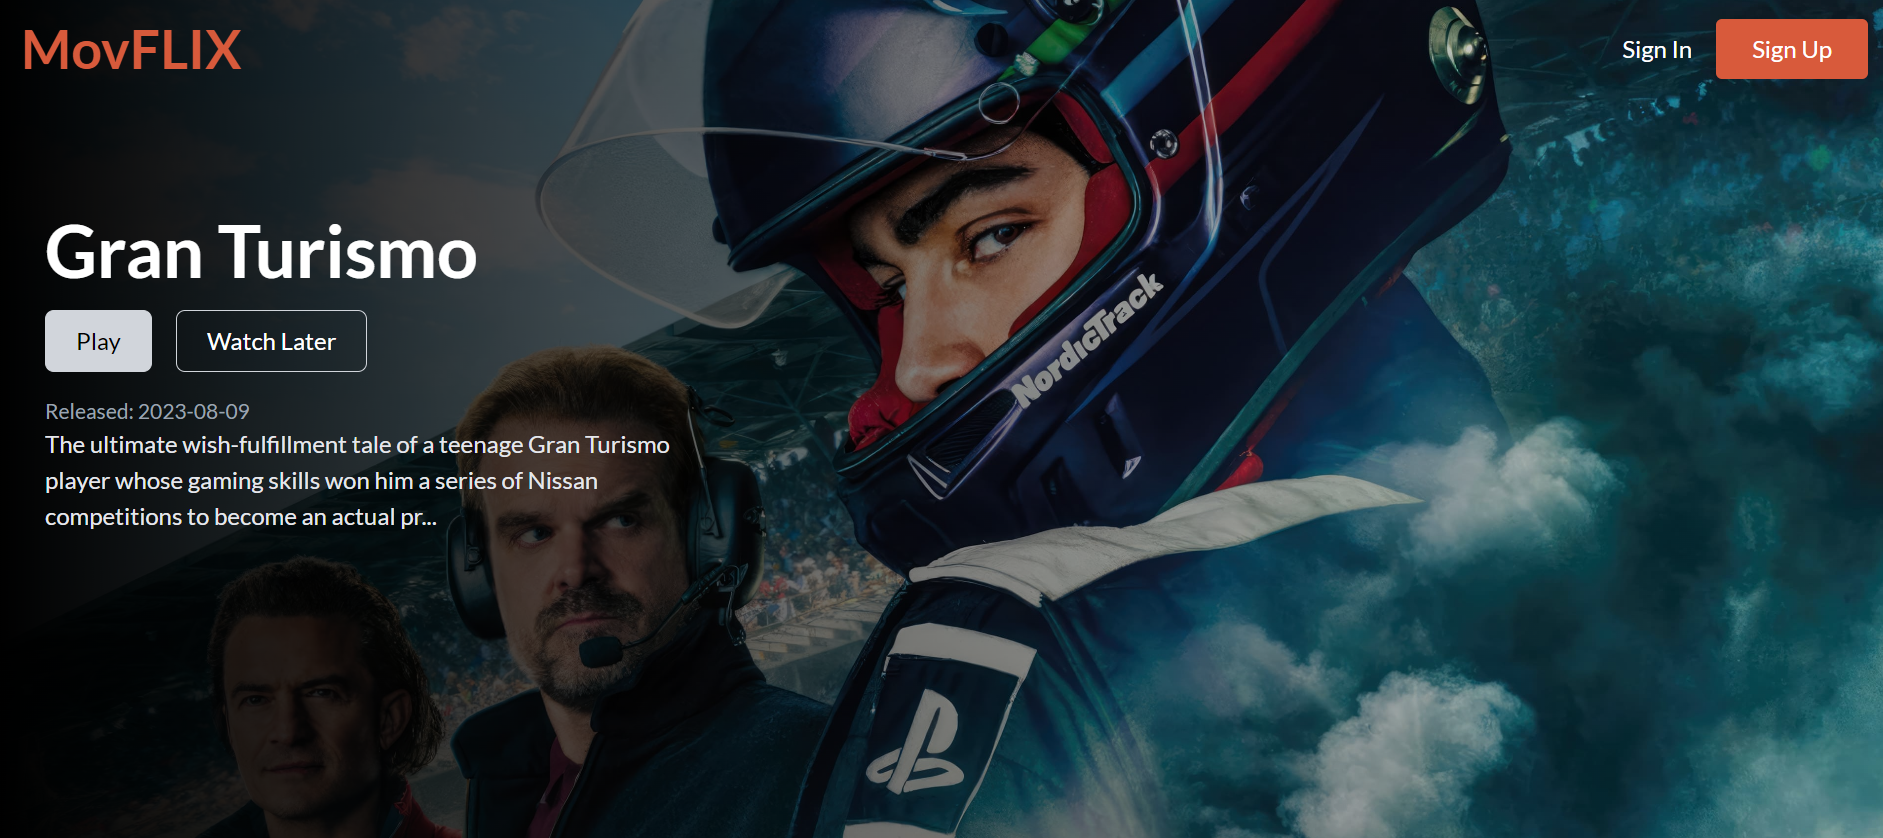 MovFLIX
Sign In
Sign Up
Gran Turismo
Play
Watch Later
Released: 2023-08-09
The ultimate wish-fulfillment tale of a teenage Gran Turismo
player whose gaming skills won him a series of Nissan
competitions to become an actual pr...
NordicTrack